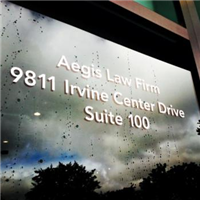 Aegis Law Firm
9811 Irvine Center Drive
Suite 100